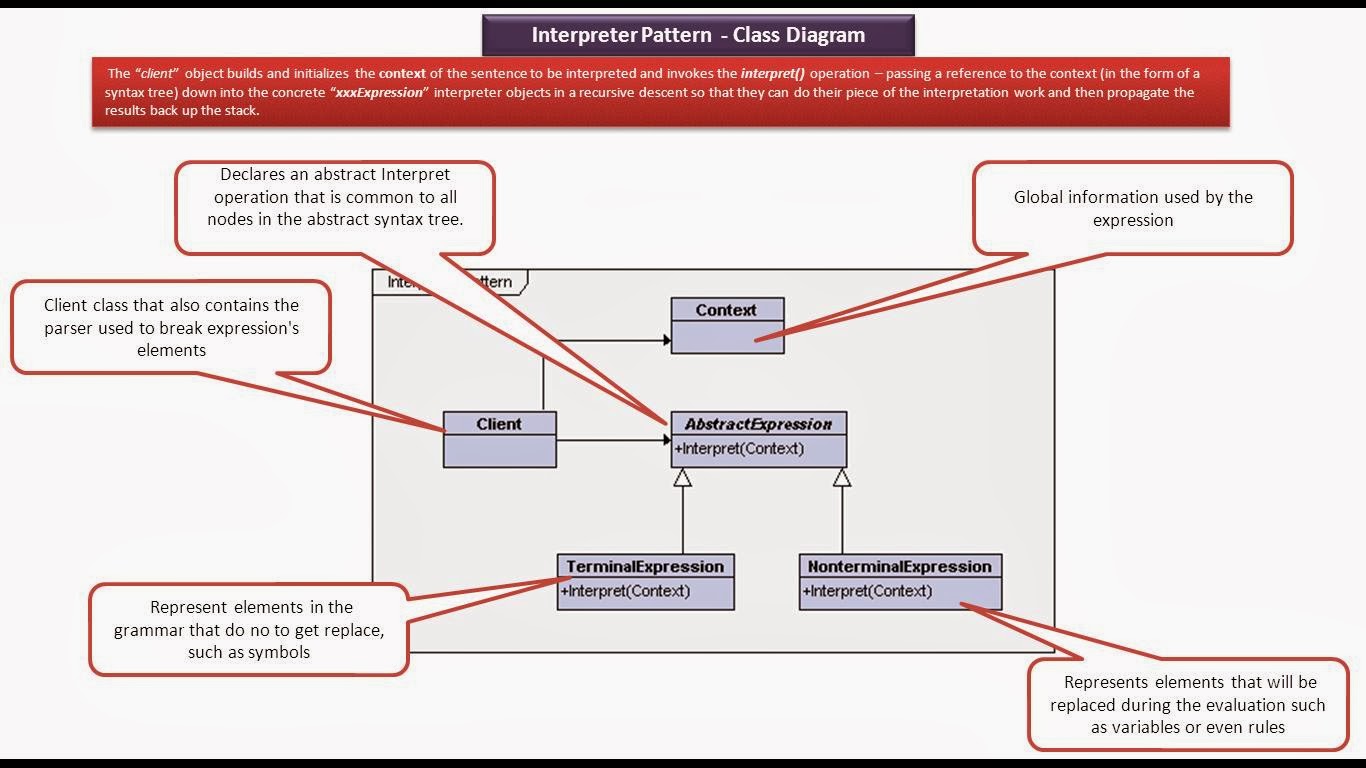 Interpreter Pattern - Class Diagram
The “client” object builds and initializes the context of the sentence to be interpreted and invokes the interpret() operation – passing a reference to the context (in the form of a
syntax tree) down into the concrete “xxxExpression” interpreter objects in a recursive descent so that they can do their piece of the interpretation work and then propagate the
results back up the stack.
Declares an abstract Interpret
operation that is common to all
nodes in the abstract syntax tree.
Global information used by the
expression
Client class that also contains the
parser used to break expression's
elements
Context
Client
AbstractExpression
+Interpret(Context)
TerminalExpression
+Interpret(Context)
NonterminalExpression
+Interpret(Context)
Represent elements in the
grammar that do no to get replace,
such as symbols
Represents elements that will be
replaced during the evaluation such
as variables or even rules